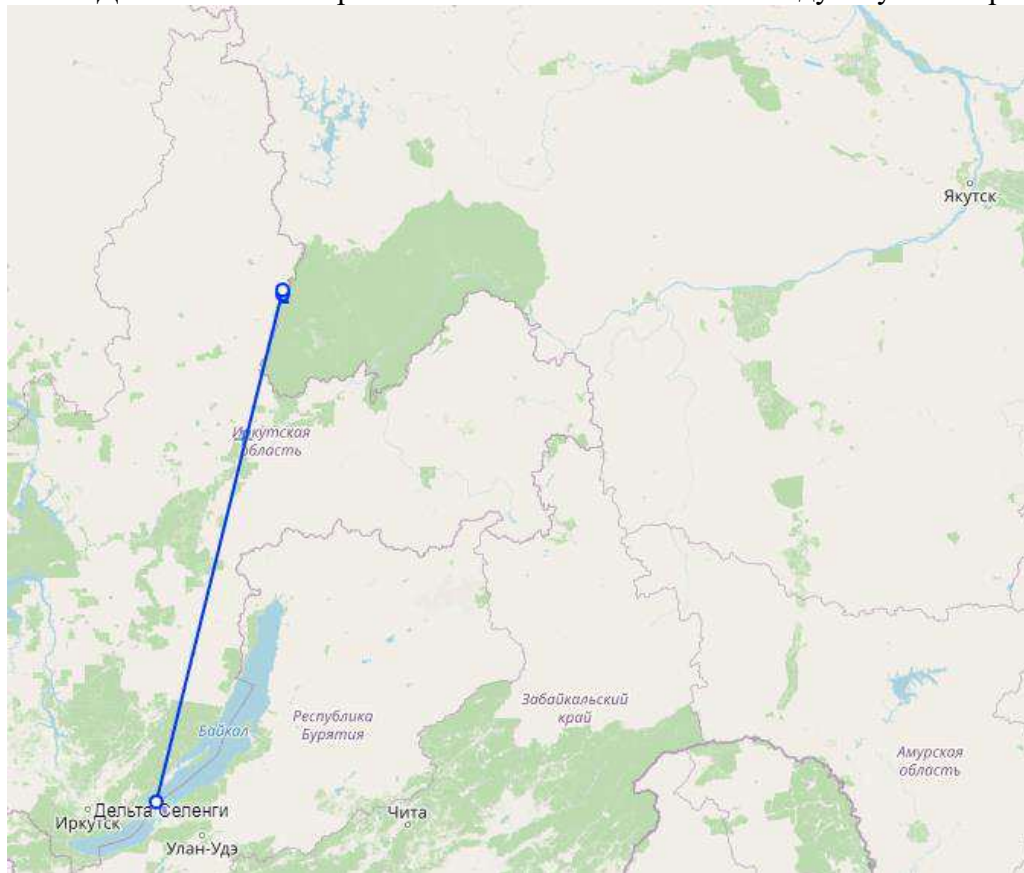 Якутск
Иркутская
область
Забайкальский
край
Республика
Бурятия
Байкал
Амурская
область
Дельта Селенги
Иркутск
Чита
Улан-Удэ